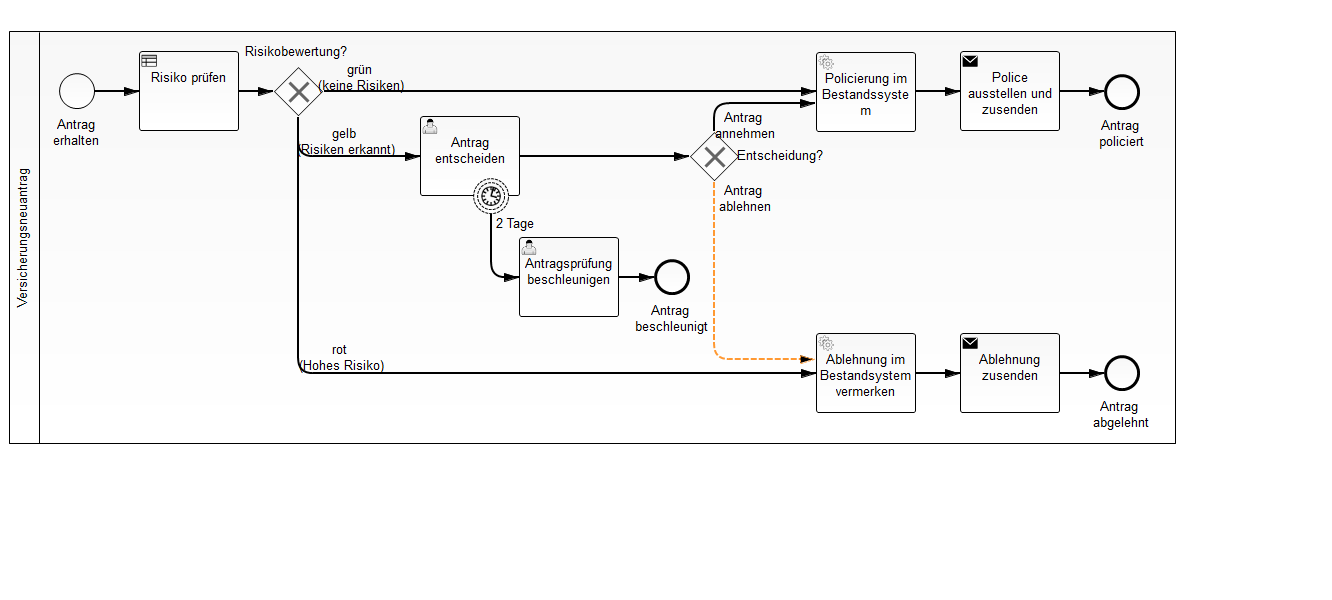 Versicherungsneuantrag
Antrag
erhalten
Risiko prüfen
Risikobewertung?
grün
(keine Risiken)
gelb
(Risiken erkannt)
rot
(Hohes Risiko)
Antrag
entscheiden
2 Tage
Antragsprüfung
beschleunigen
Antrag
beschleunigt
Entscheidung?
Antrag
annehmen
Antrag
ablehnen
Policierung im
Bestandssyste
m
Police
ausstellen und
zusenden
Antrag
policiert
Ablehnung im
Bestandsystem
vermerken
Ablehnung
zusenden
Antrag
abgelehnt